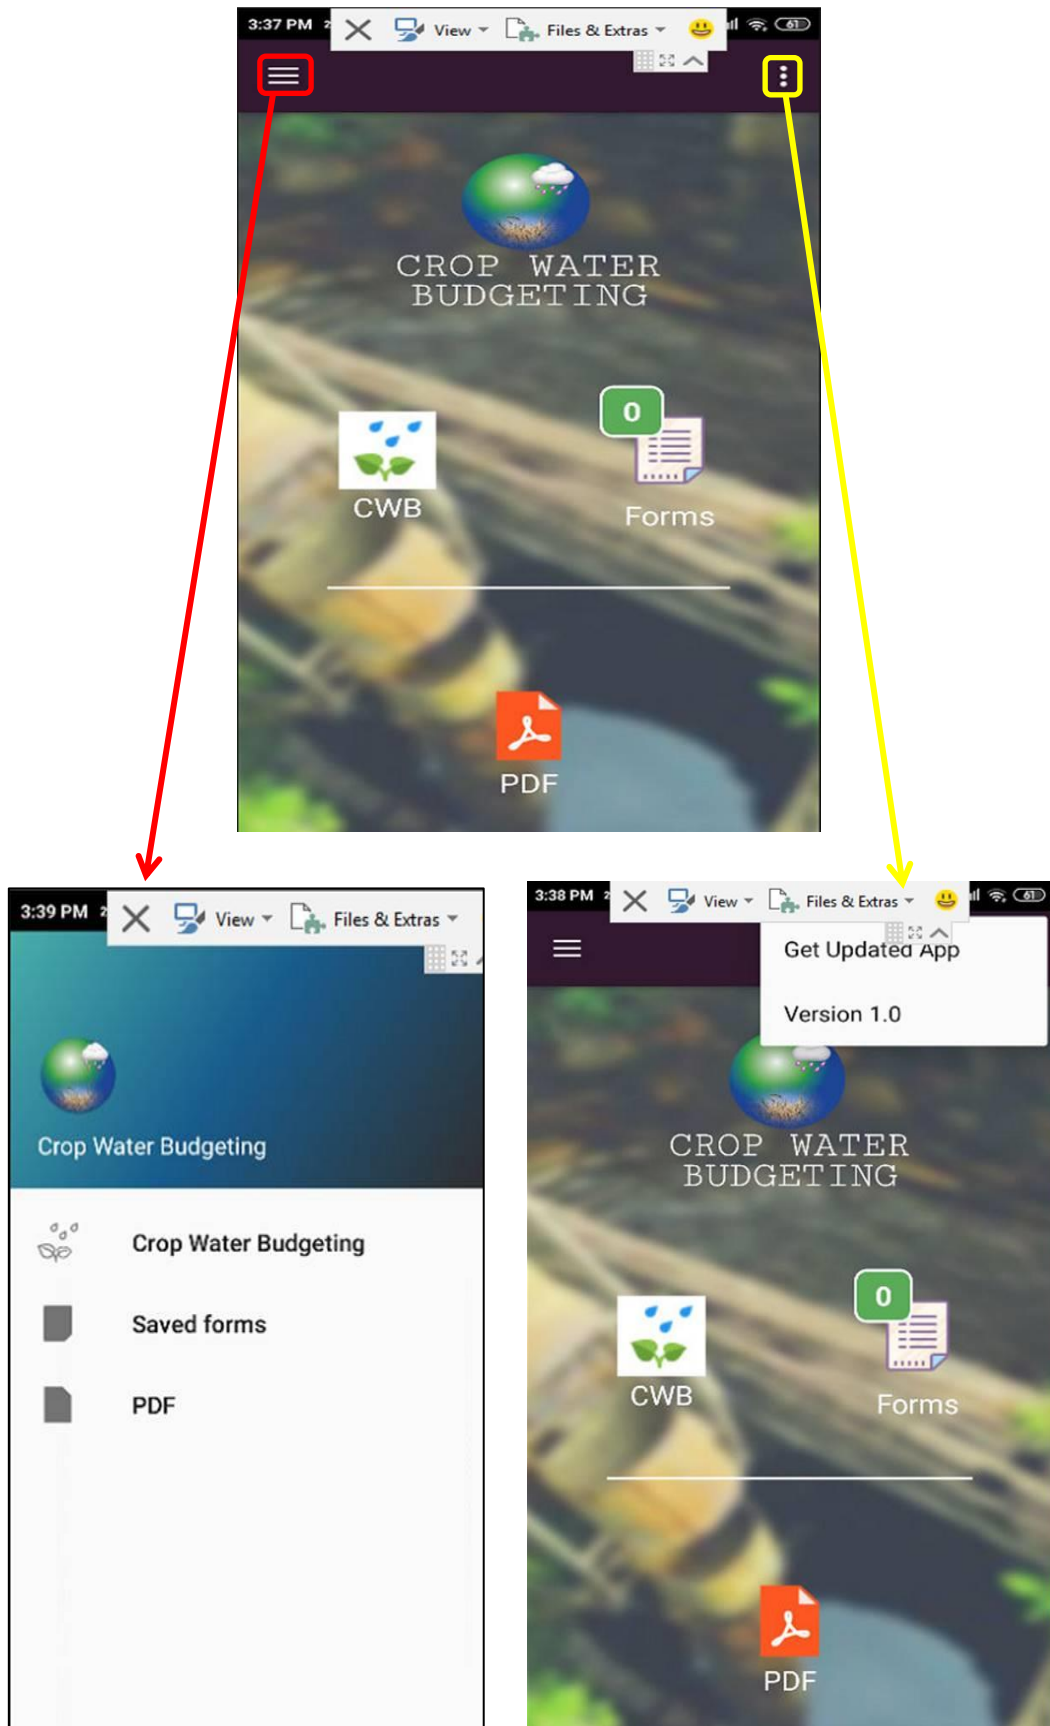 3:37 PM
View
Files & Extras
61
CROP WATER
BUDGETING
0
CWB
Forms
PDF
3:39 PM
View
Files & Extras
Crop Water Budgeting
Crop Water Budgeting
Saved forms
PDF
3:38 PM
View
Files & Extras
61
Get Updated App
Version 1.0
CROP WATER
BUDGETING
0
CWB
Forms
PDF